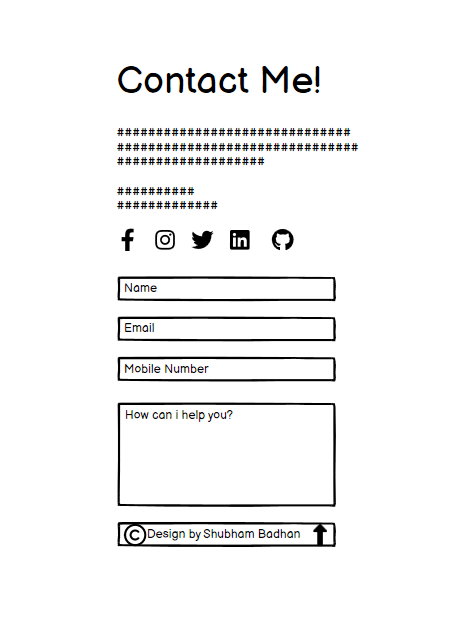 Contact Me!
##############################
###############################
###################
##########
#############
Name
Email
Mobile Number
How can i help you?
© Design by Shubham Badhan